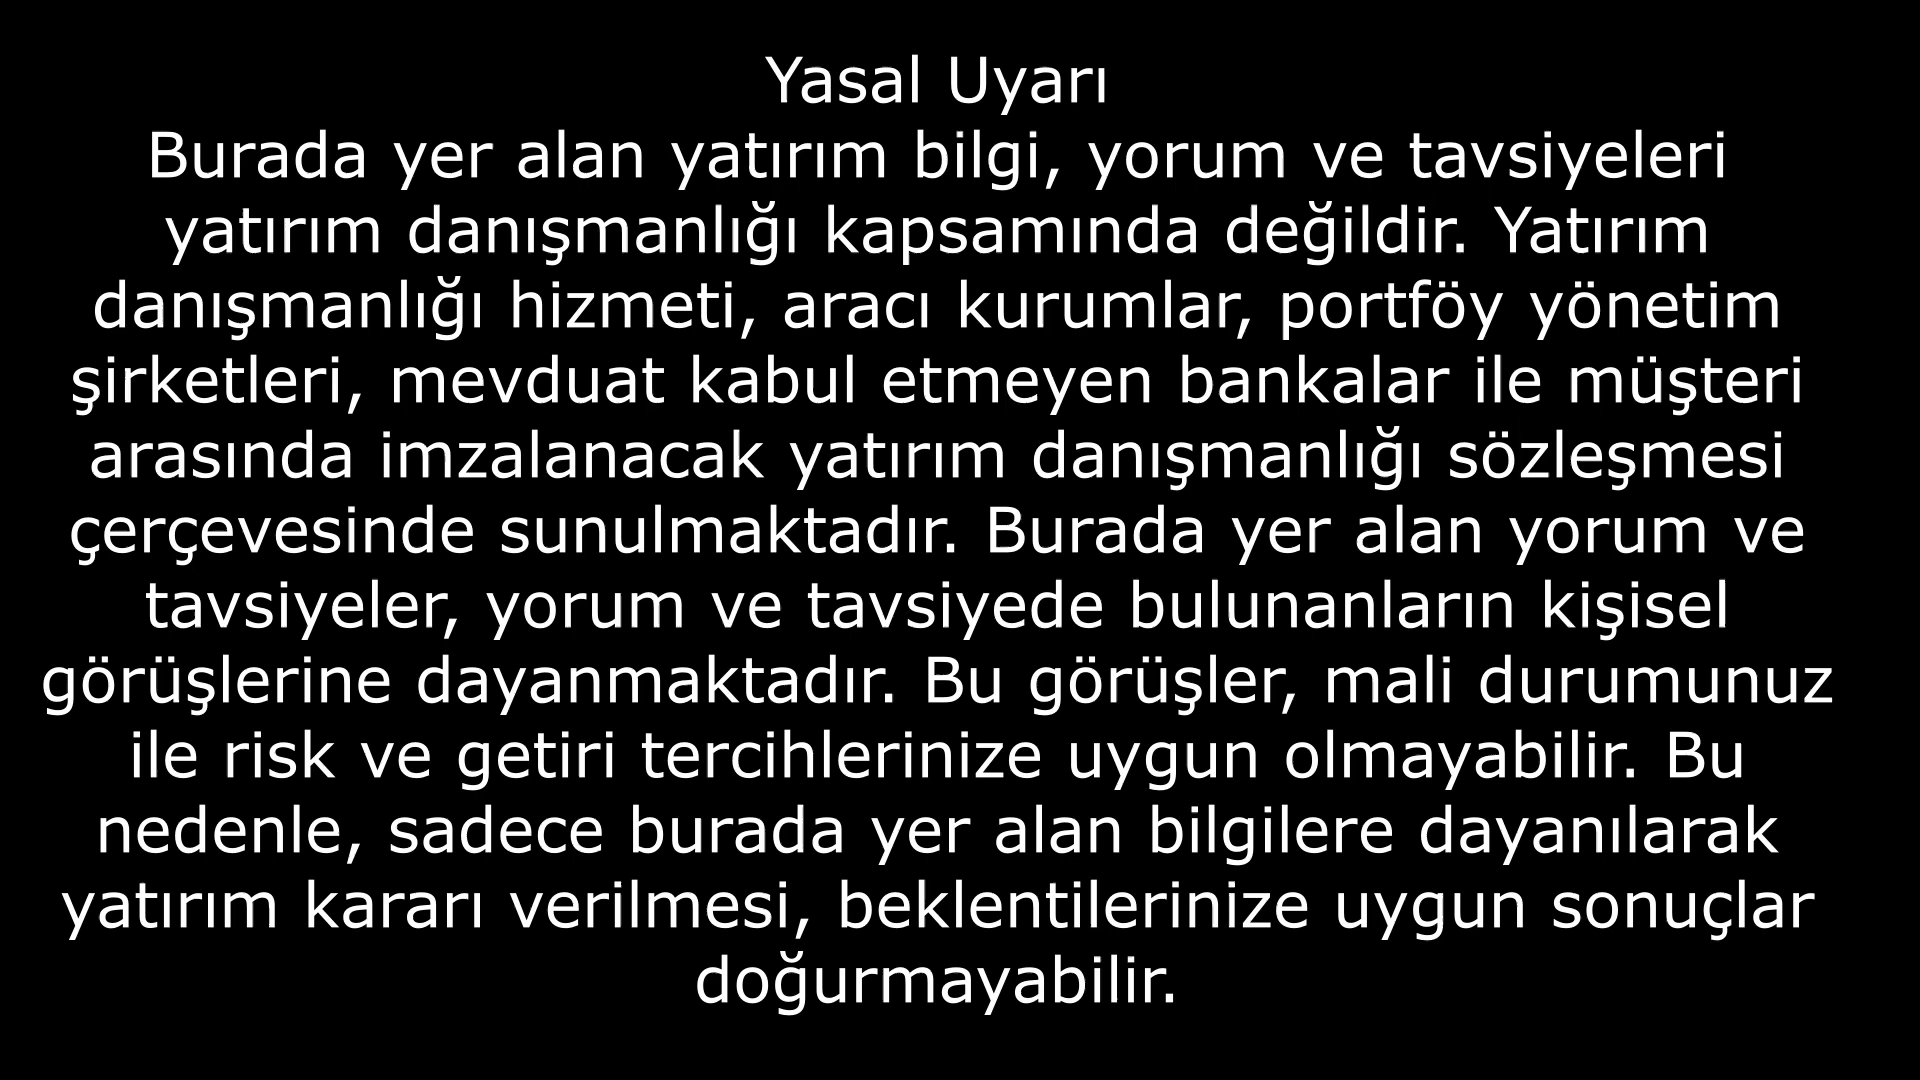 Yasal Uyarı
Burada yer alan yatırım bilgi, yorum ve tavsiyeleri
yatırım danışmanlığı kapsamında değildir. Yatırım
danışmanlığı hizmeti, aracı kurumlar, portföy yönetim
şirketleri, mevduat kabul etmeyen bankalar ile müşteri
arasında imzalanacak yatırım danışmanlığı sözleşmesi
çerçevesinde sunulmaktadır. Burada yer alan yorum ve
tavsiyeler, yorum ve tavsiyede bulunanların kişisel
görüşlerine dayanmaktadır. Bu görüşler, mali durumunuz
ile risk ve getiri tercihlerinize uygun olmayabilir. Bu
nedenle, sadece burada yer alan bilgilere dayanılarak
yatırım kararı verilmesi, beklentilerinize uygun sonuçlar
doğurmayabilir.